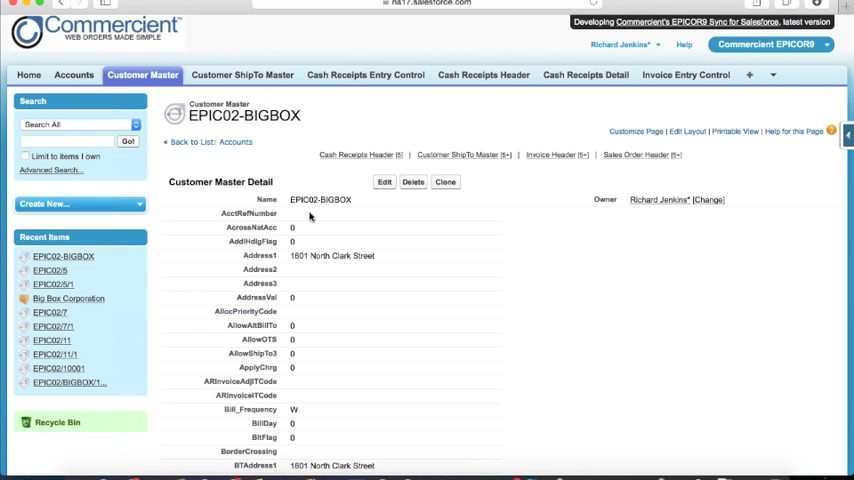 na17.salesforce.com
Commercient
WEB ORDERS MADE SIMPLE
Developing Commercient's EPICOR9 Sync for Salesforce, latest version
Richard Jenkins* Help Commercient EPICOR9
Home Accounts Customer Master Customer ShipTo Master Cash Receipts Entry Control Cash Receipts Header Cash Receipts Detail Invoice Entry Control +
Search
Search All
Go!
Limit to items I own
Advanced Search...
Create New...
Recent Items
EPIC02-BIGBOX
EPIC02/5
EPIC02/5/1
Big Box Corporation
EPIC02/7
EPIC02/7/1
EPIC02/11
EPIC02/11/1
EPIC02/10001
EPIC02/BIGBOX/1...
Recycle Bin
Customer Master
EPIC02-BIGBOX
Customize Page | Edit Layout | Printable View | Help for this Page ?
« Back to List: Accounts
Cash Receipts Header [5] | Customer ShipTo Master [5+] | Invoice Header [5+] | Sales Order Header [5+]
Customer Master Detail Edit Delete Clone
Name EPIC02-BIGBOX Owner Richard Jenkins* [Change]
AcctRefNumber
AcrossNatAcc 0
AddlHdlgFlag 0
Address1 1601 North Clark Street
Address2
Address3
AddressVal 0
AllocPriorityCode
AllowAltBillTo 0
AllowOTS 0
AllowShipTo3 0
ApplyChrg 0
ARInvoiceAdjITCode
ARInvoiceITCode
Bill_Frequency W
BillDay 0
BitFlag 0
BorderCrossing
BTAddress1 1601 North Clark Street